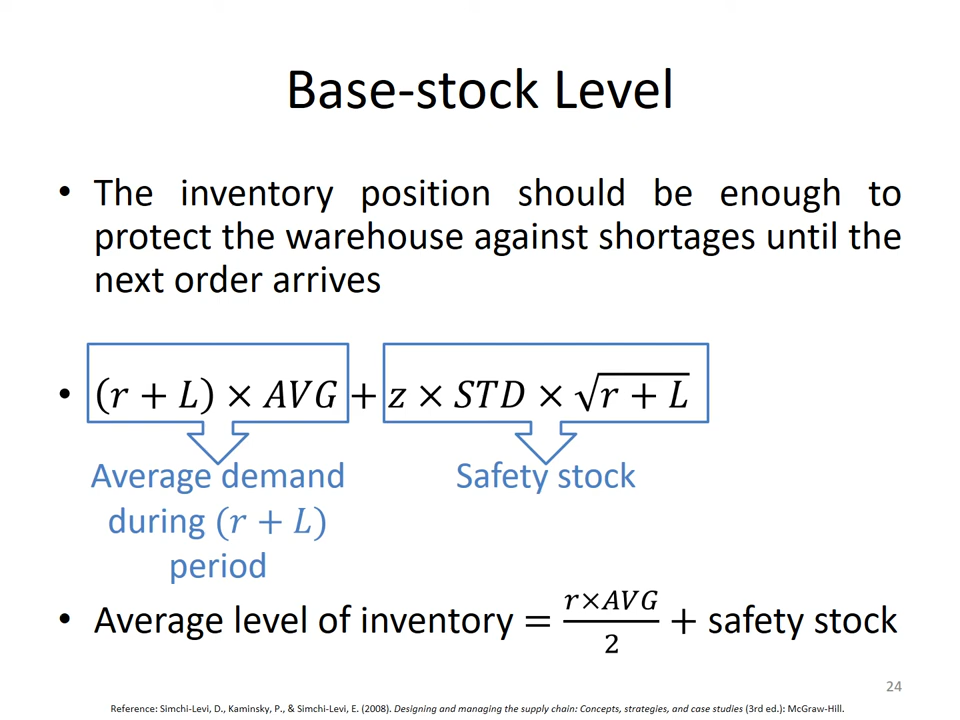 Base-stock Level
• The inventory position should be enough to
protect the warehouse against shortages until the
next order arrives
• (r + L) × AVG + z × STD × √(r + L)
Average demand
during (r + L)
period
Safety stock
• Average level of inventory = (r×AVG)/2 + safety stock
24
Reference: Simchi-Levi, D., Kaminsky, P., & Simchi-Levi, E. (2008). Designing and managing the supply chain: Concepts, strategies, and case studies (3rd ed.): McGraw-Hill.